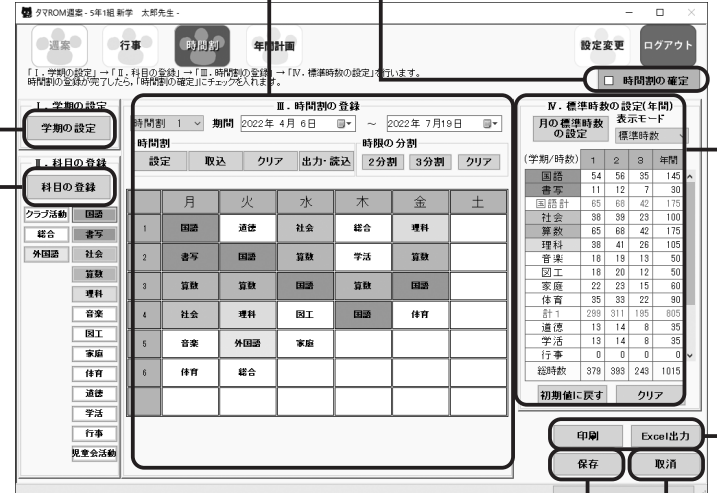 タマROM週案 - 5年1組 新学 太郎先生 -
週案
行事
時間割
年間計画
設定変更
ログアウト
「Ⅰ.学期の設定」→「Ⅱ.科目の登録」→「Ⅲ.時間割の登録」→「Ⅳ.標準時数の設定」を行います。
時間割の登録が完了したら、「時間割の確定」にチェックを入れます。
時間割の確定
Ⅰ.学期の設定
学期の設定
Ⅱ.科目の登録
科目の登録
クラブ活動 国語
総合 書写
外国語 社会
算数
理科
音楽
図工
家庭
体育
道徳
学活
行事
児童会活動
Ⅲ.時間割の登録
時間割 1 期間 2022年 4月 6日 ~ 2022年 7月19日
時間割 時限の分割
設定 取込 クリア 出力・読込 2分割 3分割 クリア
月 火 水 木 金 土
1 国語 道徳 社会 総合 理科
2 書写 国語 算数 学活 算数
3 算数 算数 国語 算数 国語
4 社会 理科 図工 国語 体育
5 音楽 外国語 家庭
6 体育 総合
Ⅳ.標準時数の設定(年間)
月の標準時数の設定
表示モード
標準時数
(学期/時数) 1 2 3 年間
国語 54 56 35 145
書写 11 12 7 30
国語計 65 68 42 175
社会 38 39 23 100
算数 65 68 42 175
理科 38 41 26 105
音楽 18 19 13 50
図工 18 20 12 50
家庭 22 23 15 60
体育 35 33 22 90
計1 299 311 195 805
道徳 13 14 8 35
学活 13 14 8 35
行事 0 0 0 0
総時数 379 393 243 1015
初期値に戻す クリア
印刷 Excel出力
保存 取消